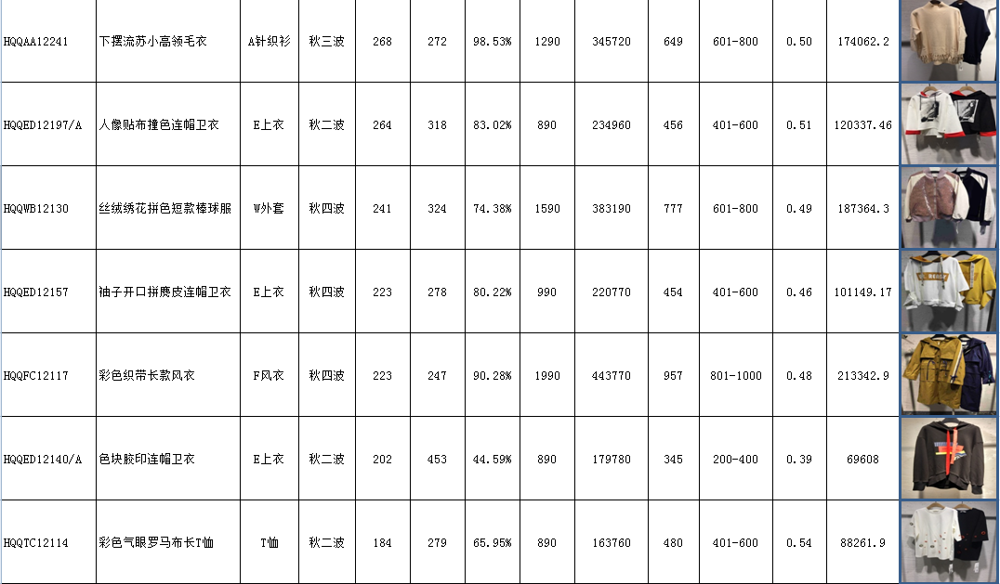 HQQAA12241 下摆流苏小高领毛衣 A针织衫 秋三波 268 272 98.53% 1290 345720 649 601-800 0.50 174062.2
HQQED12197/A 人像贴布撞色连帽卫衣 E上衣 秋二波 264 318 83.02% 890 234960 456 401-600 0.51 120337.46
HQQWB12130 丝绒绣花拼色短款棒球服 W外套 秋四波 241 324 74.38% 1590 383190 777 601-800 0.49 187364.3
HQQED12157 袖子开口拼麂皮连帽卫衣 E上衣 秋四波 223 278 80.22% 990 220770 454 401-600 0.46 101149.17
HQQFC12117 彩色织带长款风衣 F风衣 秋四波 223 247 90.28% 1990 443770 957 801-1000 0.48 213342.9
HQQED12140/A 色块胶印连帽卫衣 E上衣 秋二波 202 453 44.59% 890 179780 345 200-400 0.39 69608
HQQTC12114 彩色气眼罗马布长T恤 T恤 秋二波 184 279 65.95% 890 163760 480 401-600 0.54 88261.9